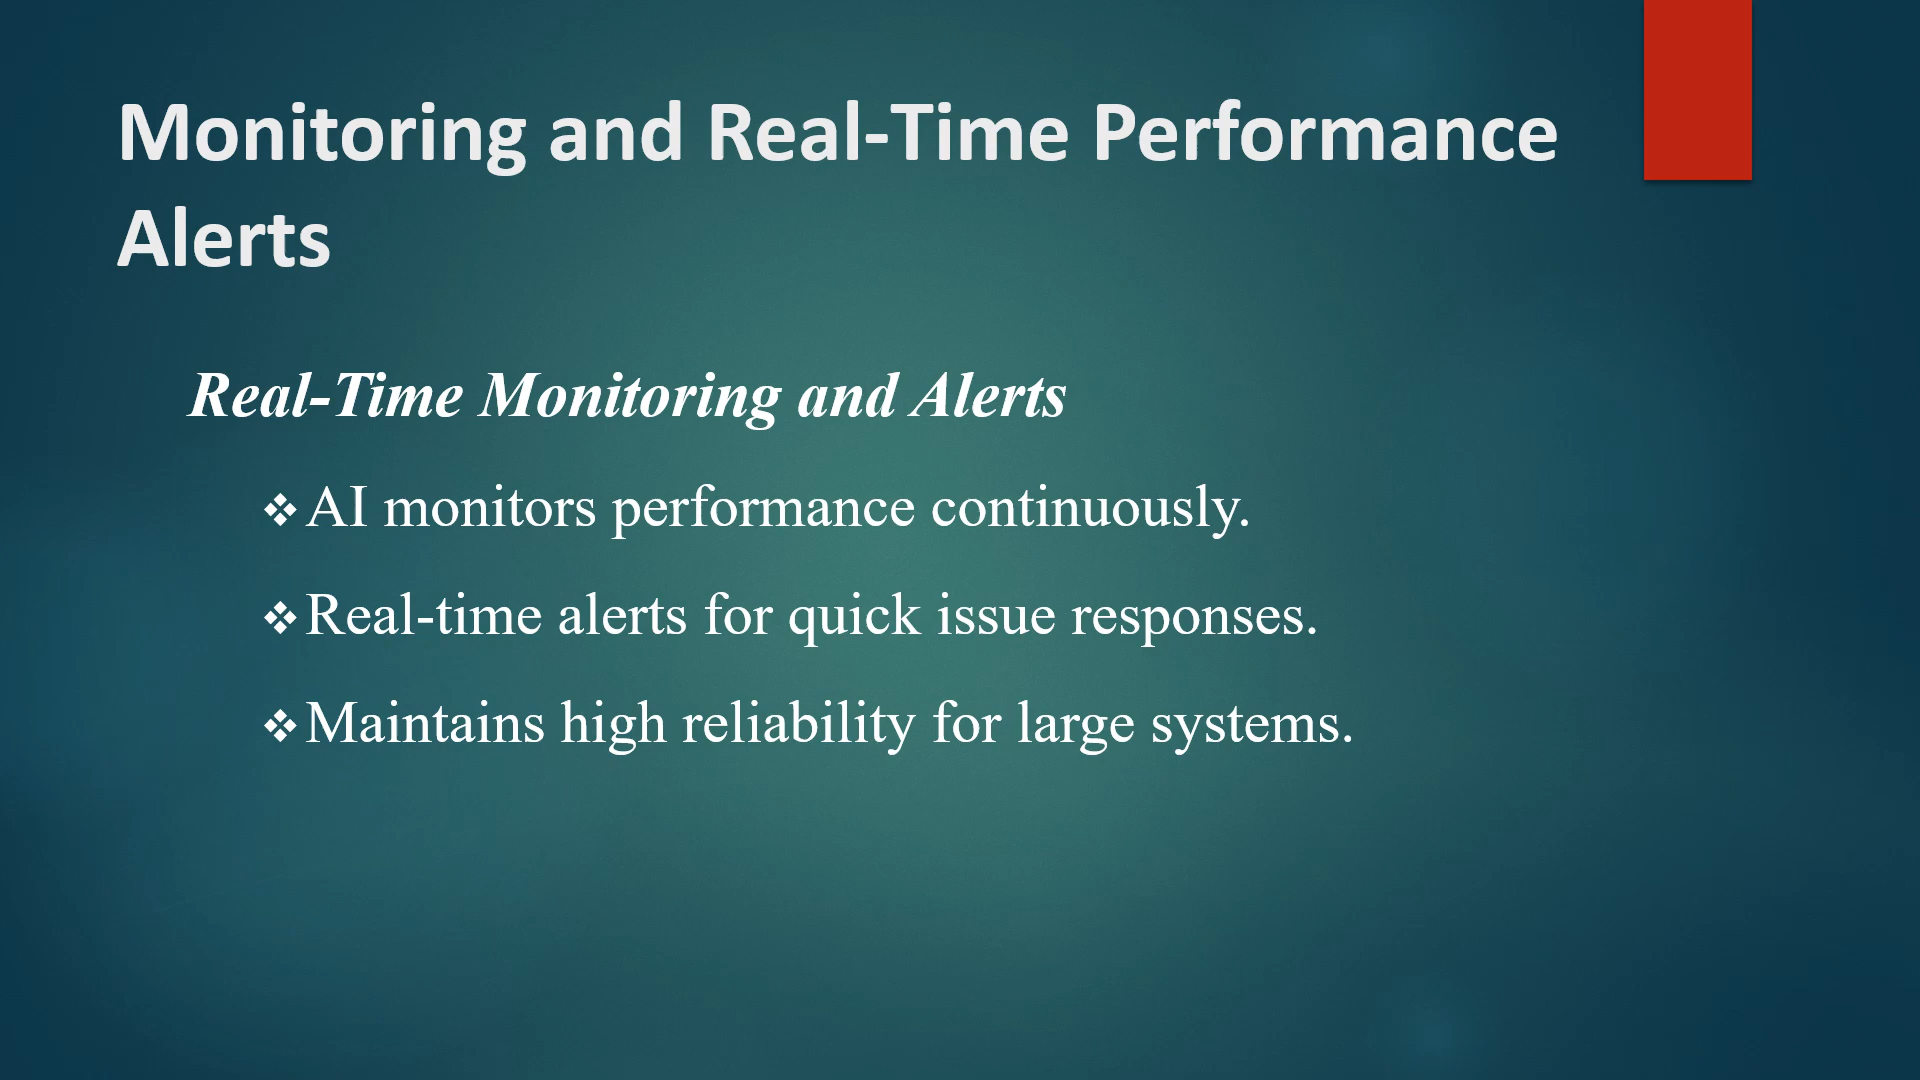 Monitoring and Real-Time Performance
Alerts
Real-Time Monitoring and Alerts
❖ AI monitors performance continuously.
❖ Real-time alerts for quick issue responses.
❖ Maintains high reliability for large systems.